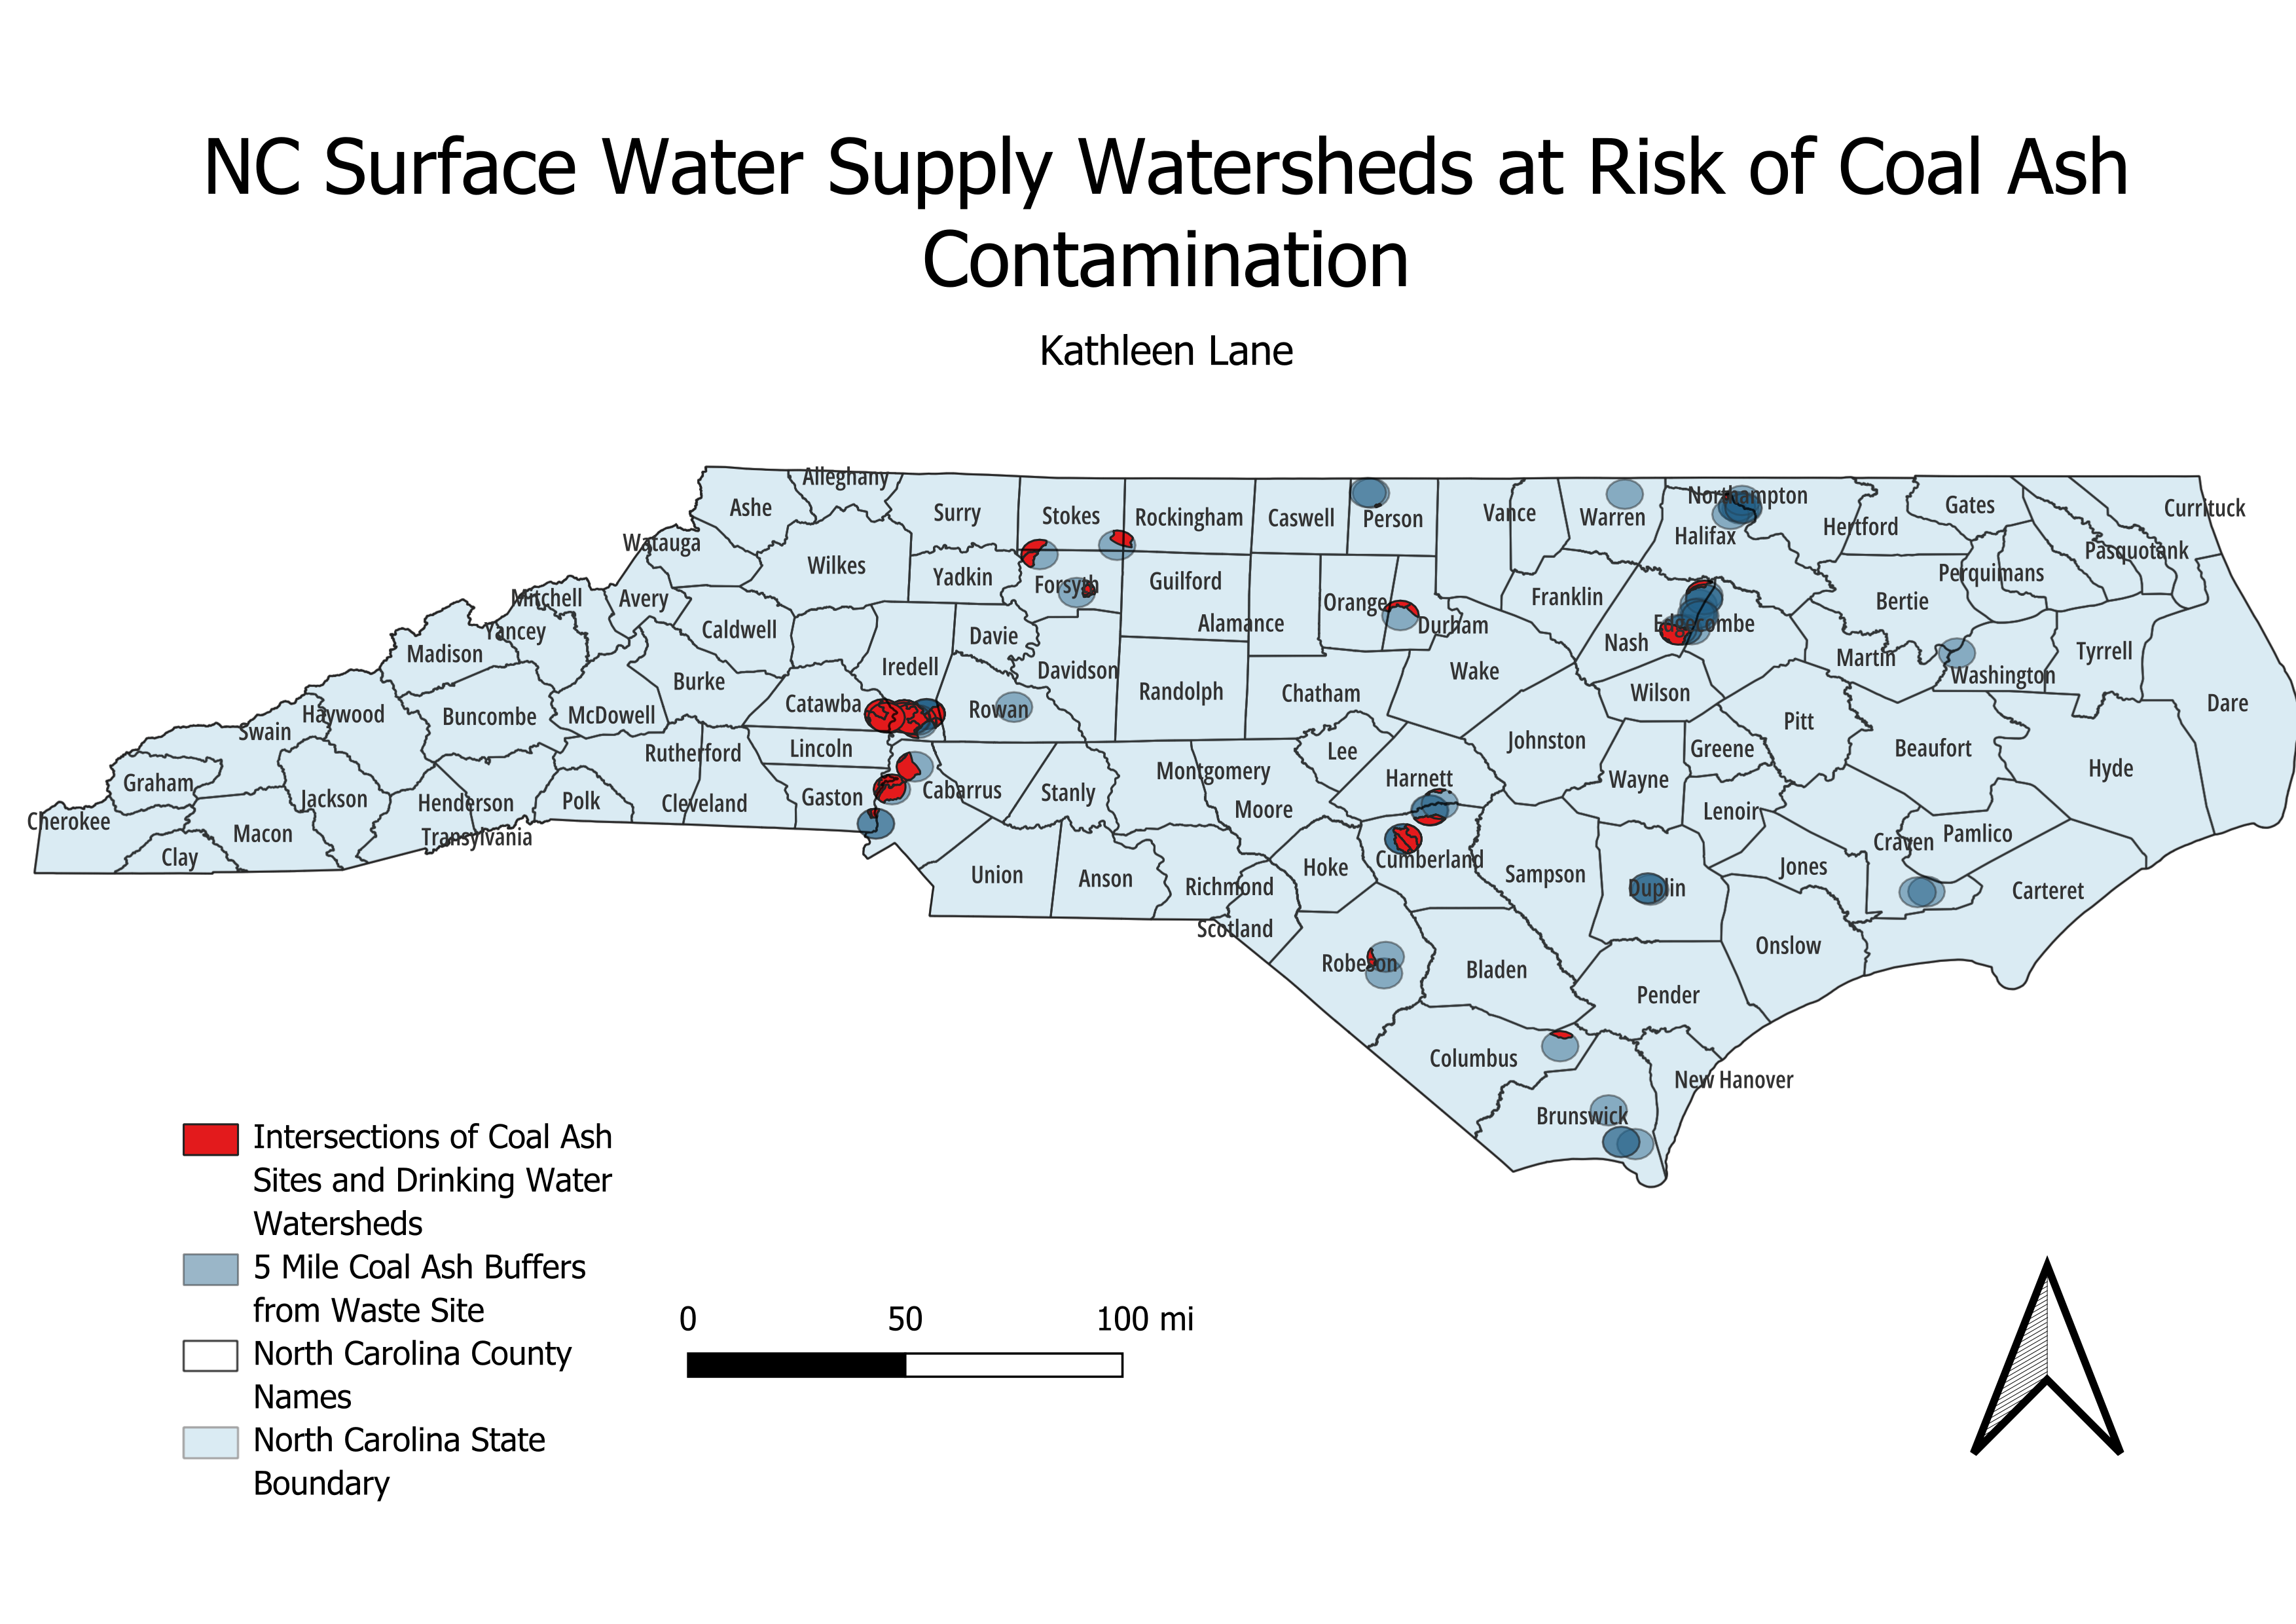 NC Surface Water Supply Watersheds at Risk of Coal Ash
Contamination
Kathleen Lane
Alleghany
Ashe
Surry
Stokes
Rockingham
Caswell
Person
Vance
Warren
Northampton
Gates
Currituck
Halifax
Hertford
Watauga
Wilkes
Pasquotank
Yadkin
Forsyth
Guilford
Perquimans
Mitchell
Avery
Orange
Franklin
Bertie
Yancey
Caldwell
Davie
Alamance
Durham
Edgecombe
Madison
Iredell
Davidson
Nash
Martin
Tyrrell
Burke
Randolph
Chatham
Wake
Wilson
Washington
Haywood
Buncombe
McDowell
Catawba
Rowan
Pitt
Dare
Swain
Rutherford
Lincoln
Lee
Johnston
Greene
Beaufort
Graham
Jackson
Henderson
Polk
Cleveland
Gaston
Cabarrus
Stanly
Montgomery
Harnett
Wayne
Hyde
Cherokee
Macon
Transylvania
Moore
Lenoir
Clay
Union
Anson
Richmond
Hoke
Cumberland
Sampson
Duplin
Jones
Craven
Pamlico
Carteret
Scotland
Robeson
Bladen
Onslow
Pender
Columbus
New Hanover
Brunswick
Intersections of Coal Ash
Sites and Drinking Water
Watersheds
5 Mile Coal Ash Buffers
from Waste Site
North Carolina County
Names
North Carolina State
Boundary
0 50 100 mi